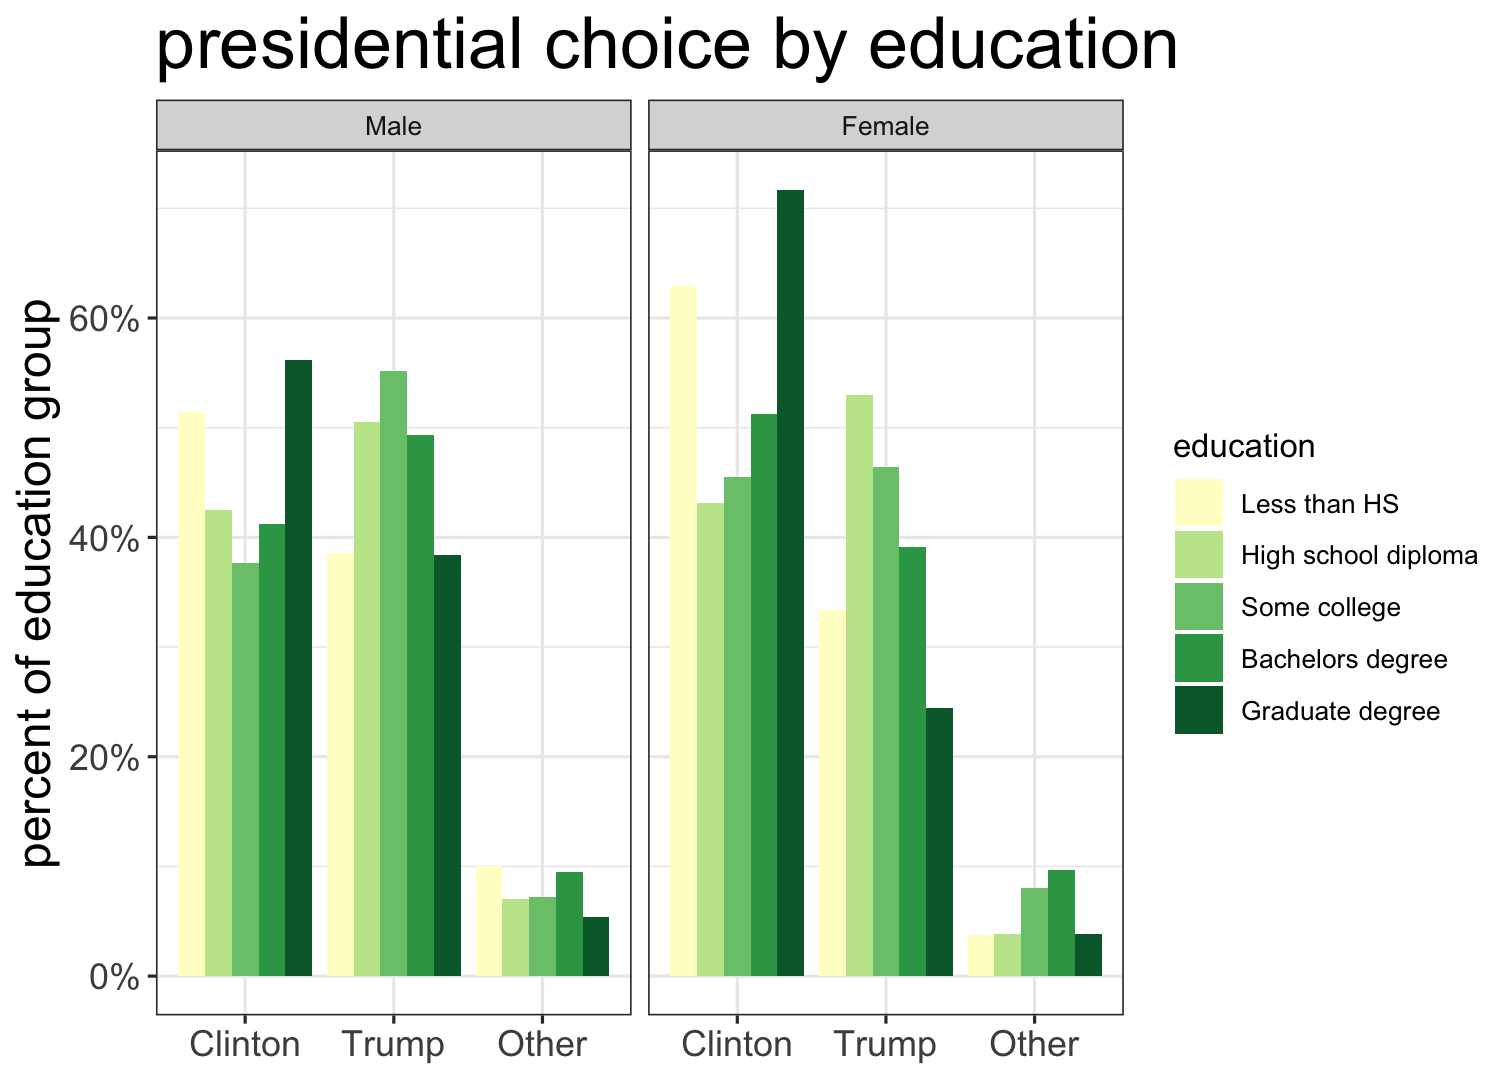 presidential choice by education
Male
Female
percent of education group
60%
40%
20%
0%
Clinton
Trump
Other
Clinton
Trump
Other
education
Less than HS
High school diploma
Some college
Bachelors degree
Graduate degree